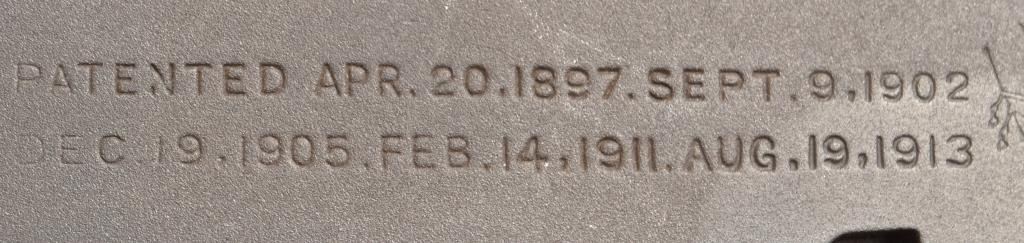 PATENTED APR. 20.1897. SEPT. 9,1902
DEC. 19.1905. FEB. 14,1911. AUG, 19,1913